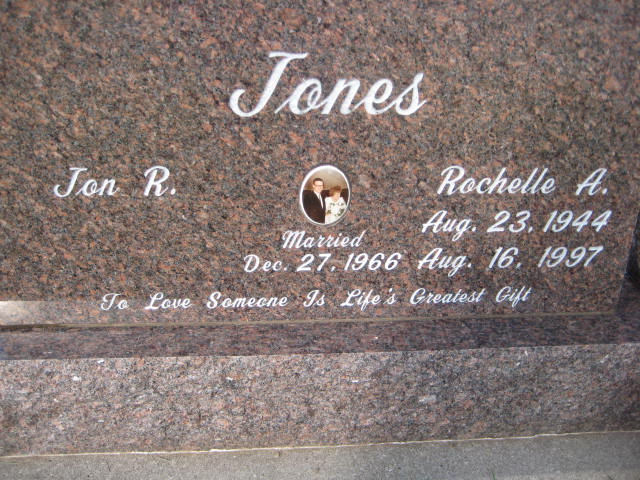 Jones
Jon R.
Rochelle A.
Aug. 23, 1944
Aug. 16, 1997
Married
Dec. 27, 1966
To Love Someone Is Life's Greatest Gift